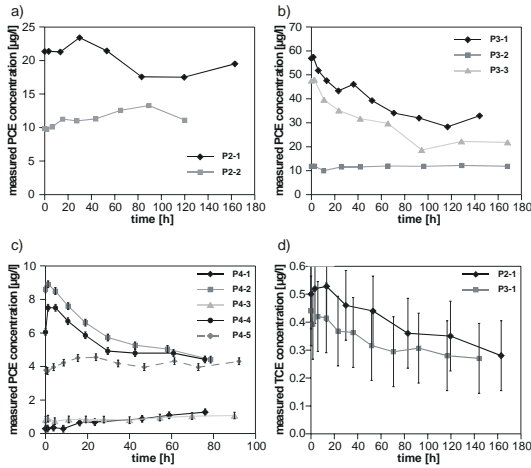 a)
measured PCE concentration [µg/l]
25
20
15
10
5
0
0 20 40 60 80 100 120 140 160 180
time [h]
P2-1
P2-2
b)
measured PCE concentration [µg/l]
70
60
50
40
30
20
10
0
0 20 40 60 80 100 120 140 160 180
time [h]
P3-1
P3-2
P3-3
c)
measured PCE concentration [µg/l]
10
8
6
4
2
0
0 10 20 30 40 50 60 70 80 90 100
time [h]
P4-1
P4-2
P4-3
P4-4
P4-5
d)
measured TCE concentration [µg/l]
0.6
0.5
0.4
0.3
0.2
0.1
0.0
0 20 40 60 80 100 120 140 160 180
time [h]
P2-1
P3-1